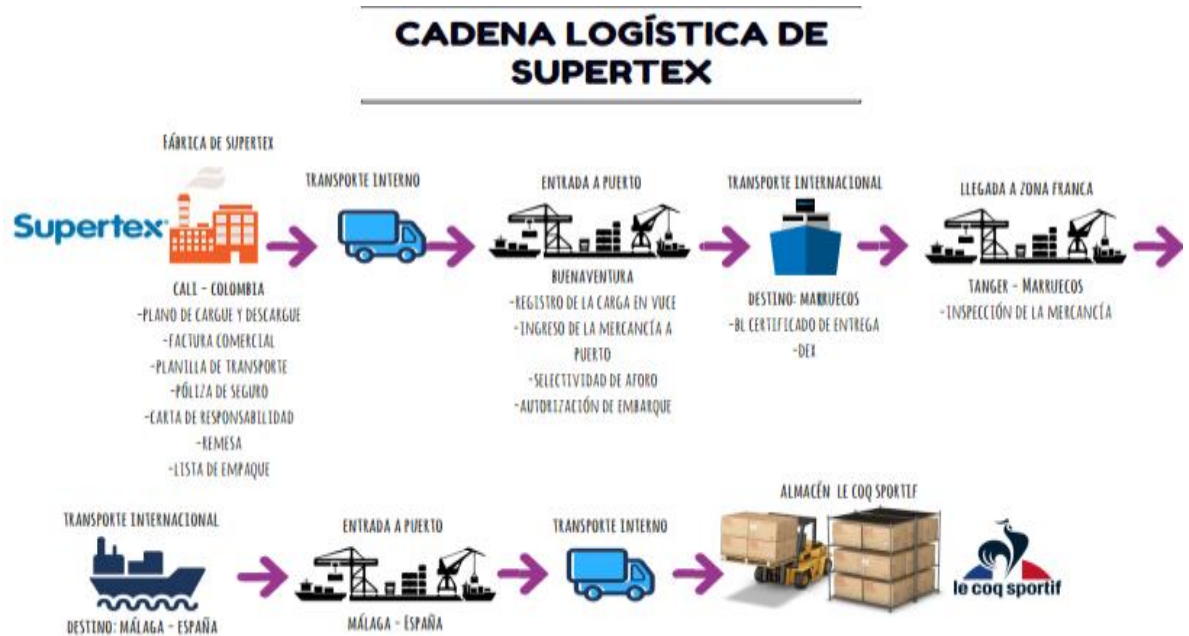 CADENA LOGÍSTICA DE
SUPERTEX
FÁBRICA DE SUPERTEX
Supertex
CALI - COLOMBIA
-PLANO DE CARGUE Y DESCARGUE
-FACTURA COMERCIAL
-PLANILLA DE TRANSPORTE
-PÓLIZA DE SEGURO
-CARTA DE RESPONSABILIDAD
-REMESA
-LISTA DE EMPAQUE
TRANSPORTE INTERNO
ENTRADA A PUERTO
BUENAVENTURA
-REGISTRO DE LA CARGA EN VUCE
-INGRESO DE LA MERCANCÍA A
PUERTO
-SELECTIVIDAD DE AFORO
-AUTORIZACIÓN DE EMBARQUE
TRANSPORTE INTERNACIONAL
DESTINO: MARRUECOS
-BL CERTIFICADO DE ENTREGA
-DEX
LLEGADA A ZONA FRANCA
TANGER - MARRUECOS
-INSPECCIÓN DE LA MERCANCÍA
TRANSPORTE INTERNACIONAL
DESTINO: MÁLAGA - ESPAÑA
ENTRADA A PUERTO
MÁLAGA - ESPAÑA
TRANSPORTE INTERNO
ALMACÉN LE COQ SPORTIF
le coq sportif